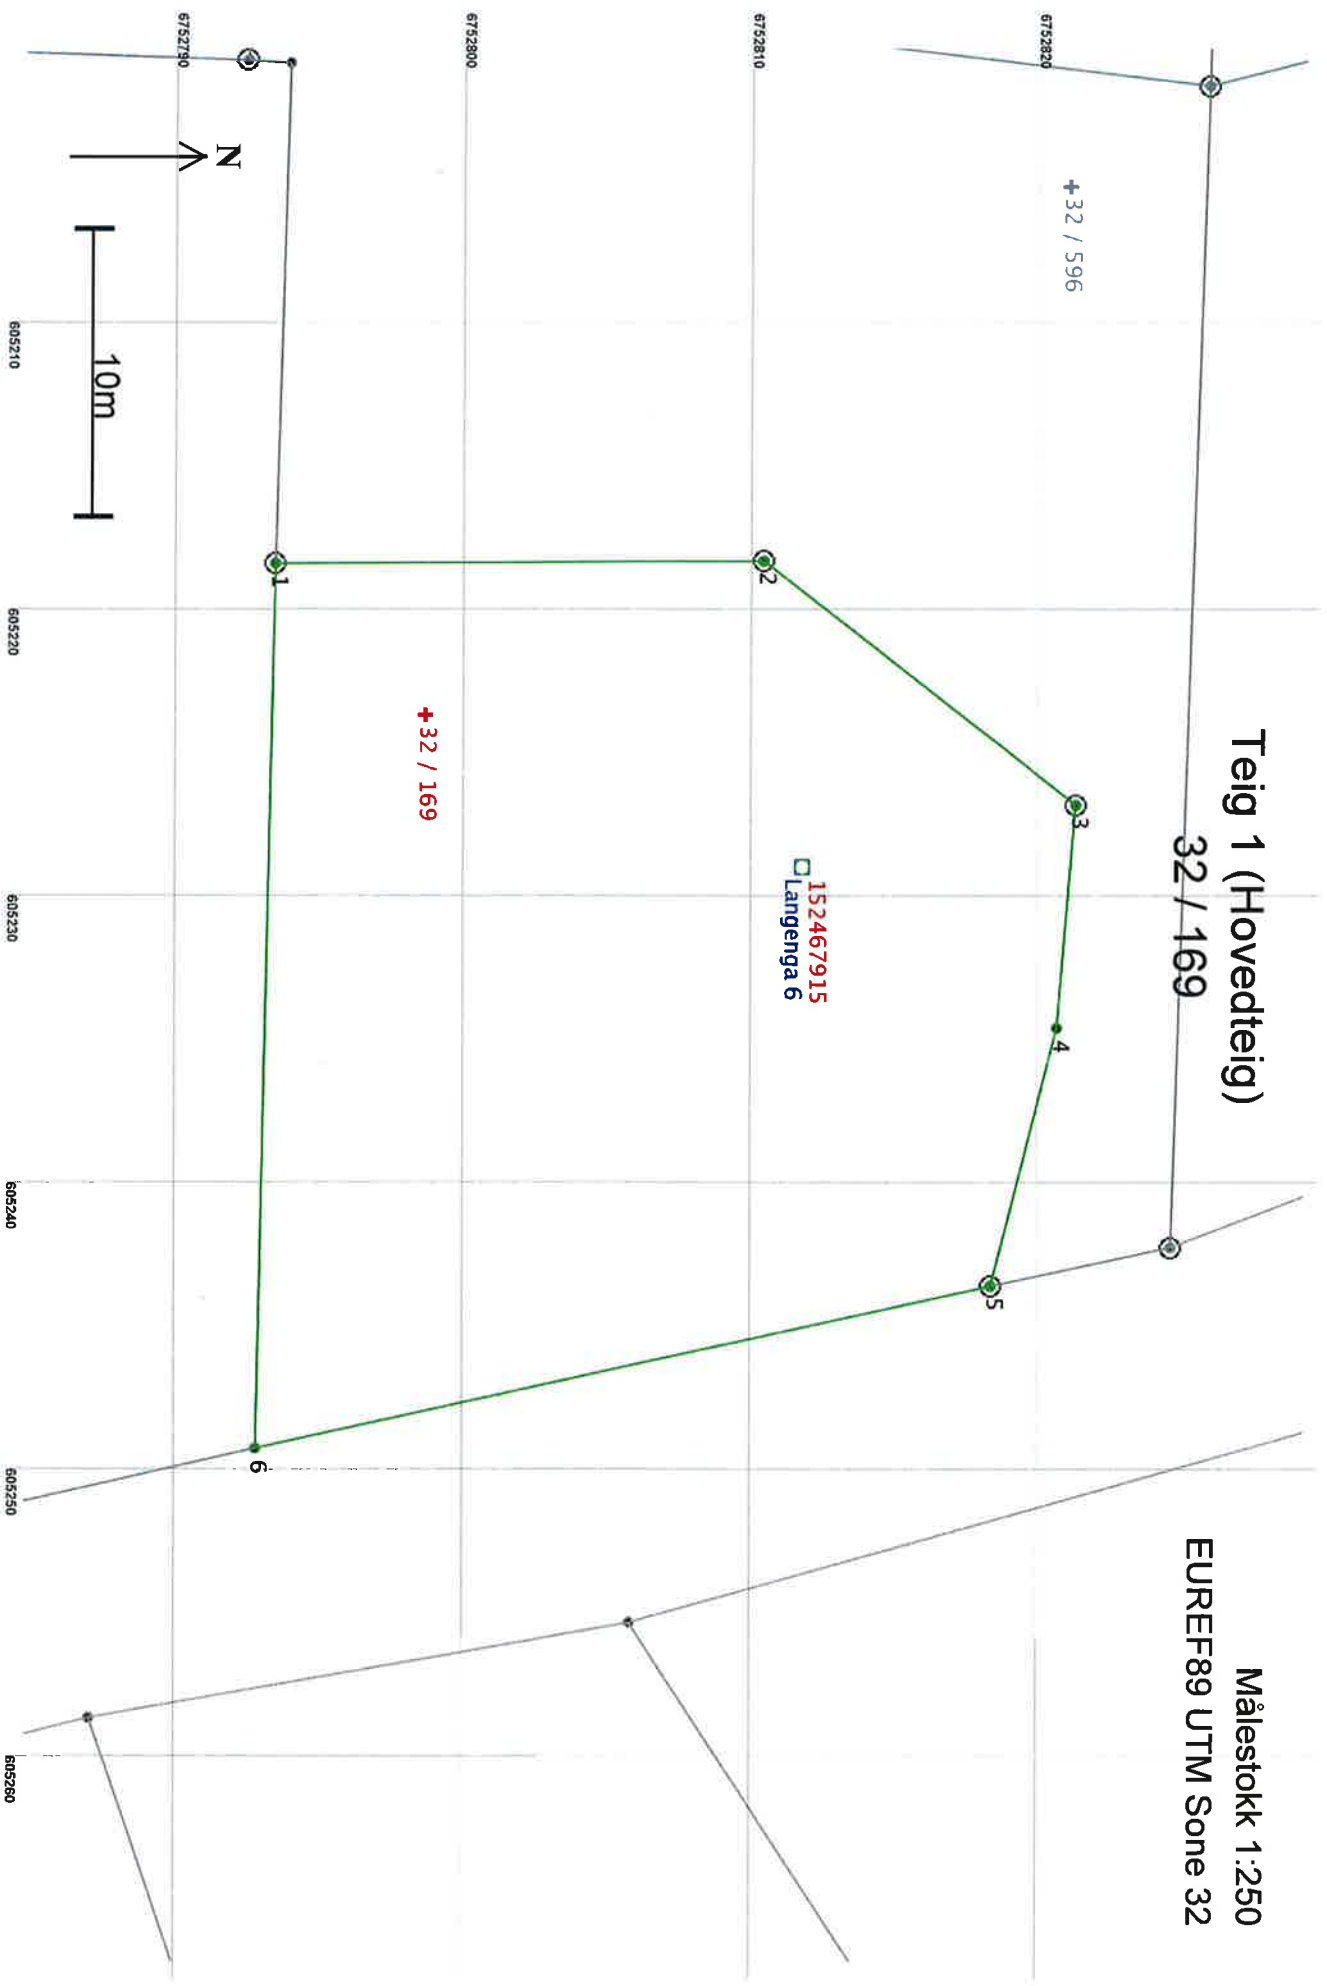 Teig 1 (Hovedteig)
32 / 169
Målestokk 1:250
EUREF89 UTM Sone 32
6752820
6752810
6752800
6752790
+32 / 596
3
4
2
5
152467915
Langenga 6
+32 / 169
1
6
N
10m
605210
605220
605230
605240
605250
605260